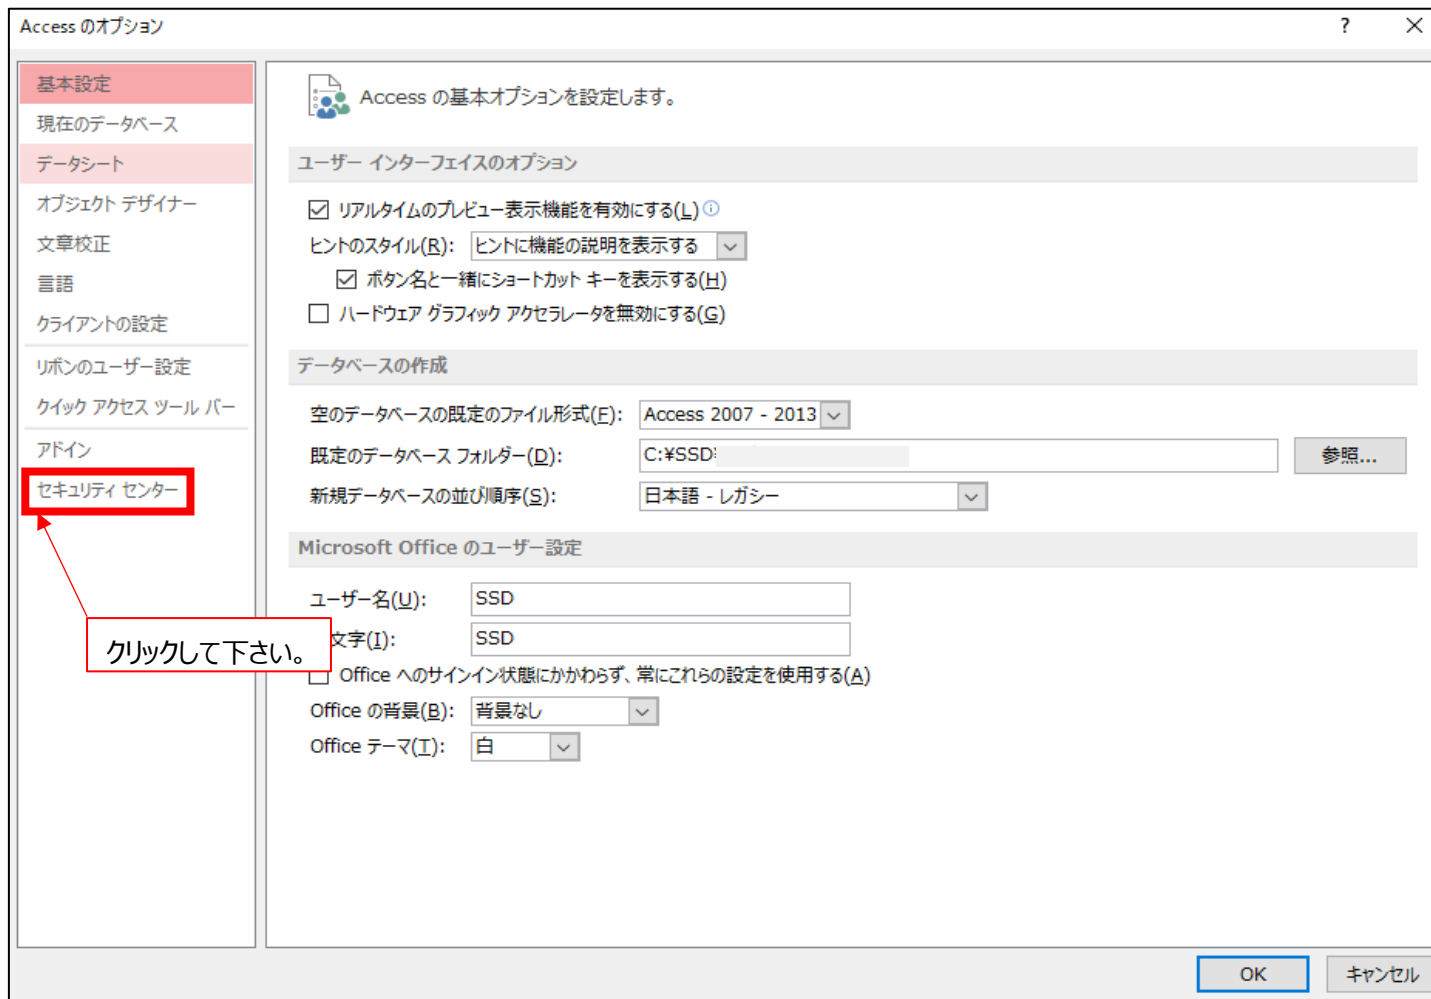 Access のオプション
?
基本設定
現在のデータベース
データシート
オブジェクト デザイナー
文章校正
言語
クライアントの設定
リボンのユーザー設定
クイック アクセス ツール バー
アドイン
セキュリティ センター
クリックして下さい。
Access の基本オプションを設定します。
ユーザー インターフェイスのオプション
リアルタイムのプレビュー表示機能を有効にする(L)
ヒントのスタイル(R): ヒントに機能の説明を表示する
ボタン名と一緒にショートカット キーを表示する(H)
ハードウェア グラフィック アクセラレータを無効にする(G)
データベースの作成
空のデータベースの既定のファイル形式(F): Access 2007 - 2013
既定のデータベース フォルダー(D): C:¥SSD 参照...
新規データベースの並び順序(S): 日本語 - レガシー
Microsoft Office のユーザー設定
ユーザー名(U): SSD
文字(I): SSD
Office へのサインイン状態にかかわらず、常にこれらの設定を使用する(A)
Office の背景(B): 背景なし
Office テーマ(T): 白
OK キャンセル